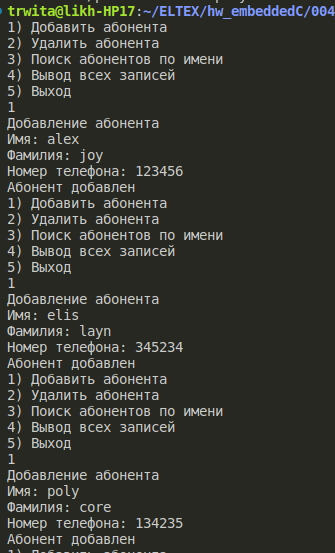 trwita@likh-HP17:~/ELTEX/hw_embeddedC/004
1) Добавить абонента
2) Удалить абонента
3) Поиск абонентов по имени
4) Вывод всех записей
5) Выход
1
Добавление абонента
Имя: alex
Фамилия: joy
Номер телефона: 123456
Абонент добавлен
1) Добавить абонента
2) Удалить абонента
3) Поиск абонентов по имени
4) Вывод всех записей
5) Выход
1
Добавление абонента
Имя: elis
Фамилия: layn
Номер телефона: 345234
Абонент добавлен
1) Добавить абонента
2) Удалить абонента
3) Поиск абонентов по имени
4) Вывод всех записей
5) Выход
1
Добавление абонента
Имя: poly
Фамилия: core
Номер телефона: 134235
Абонент добавлен